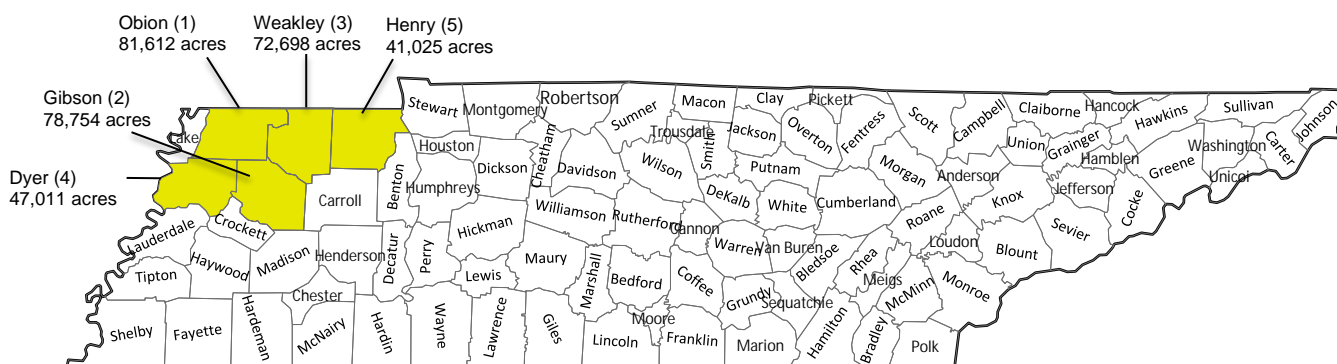 Obion (1)
81,612 acres
Weakley (3)
72,698 acres
Henry (5)
41,025 acres
Gibson (2)
78,754 acres
Dyer (4)
47,011 acres
Lake
Stewart
Montgomery
Robertson
Sumner
Macon
Clay
Pickett
Scott
Campbell
Claiborne
Hancock
Hawkins
Sullivan
Johnson
Trousdale
Jackson
Overton
Fentress
Union
Grainger
Hamblen
Washington
Carter
Houston
Cheatham
Smith
Dickson
Davidson
Wilson
Putnam
Morgan
Anderson
Knox
Jefferson
Greene
Unicoi
Cocke
Benton
Humphreys
Carroll
DeKalb
White
Cumberland
Roane
Loudon
Sevier
Blount
Crockett
Lauderdale
Hickman
Williamson
Rutherford
Cannon
Warren
Van Buren
Bledsoe
Rhea
Meigs
McMinn
Monroe
Tipton
Haywood
Madison
Henderson
Decatur
Perry
Lewis
Maury
Marshall
Bedford
Coffee
Grundy
Sequatchie
Chester
Moore
Shelby
Fayette
Hardeman
McNairy
Hardin
Wayne
Lawrence
Giles
Lincoln
Franklin
Marion
Hamilton
Bradley
Polk